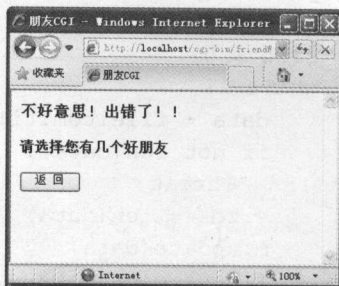 朋友CGI - Windows Internet Explorer
http://localhost/cgi-bin/friend
收藏夹 朋友CGI
不好意思！出错了！！
请选择您有几个好朋友
返回
Internet 100%